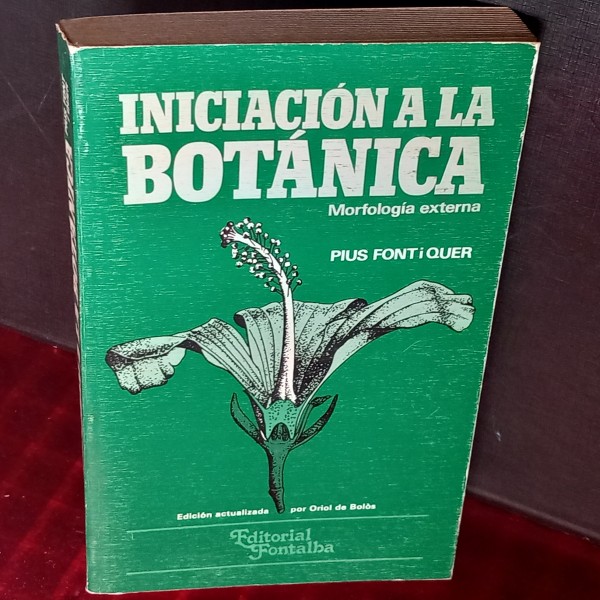 INICIACIÓN A LA
BOTÁNICA
Morfología externa
PIUS FONT i QUER
Edición actualizada por Oriol de Bolòs
Editorial
Fontalba